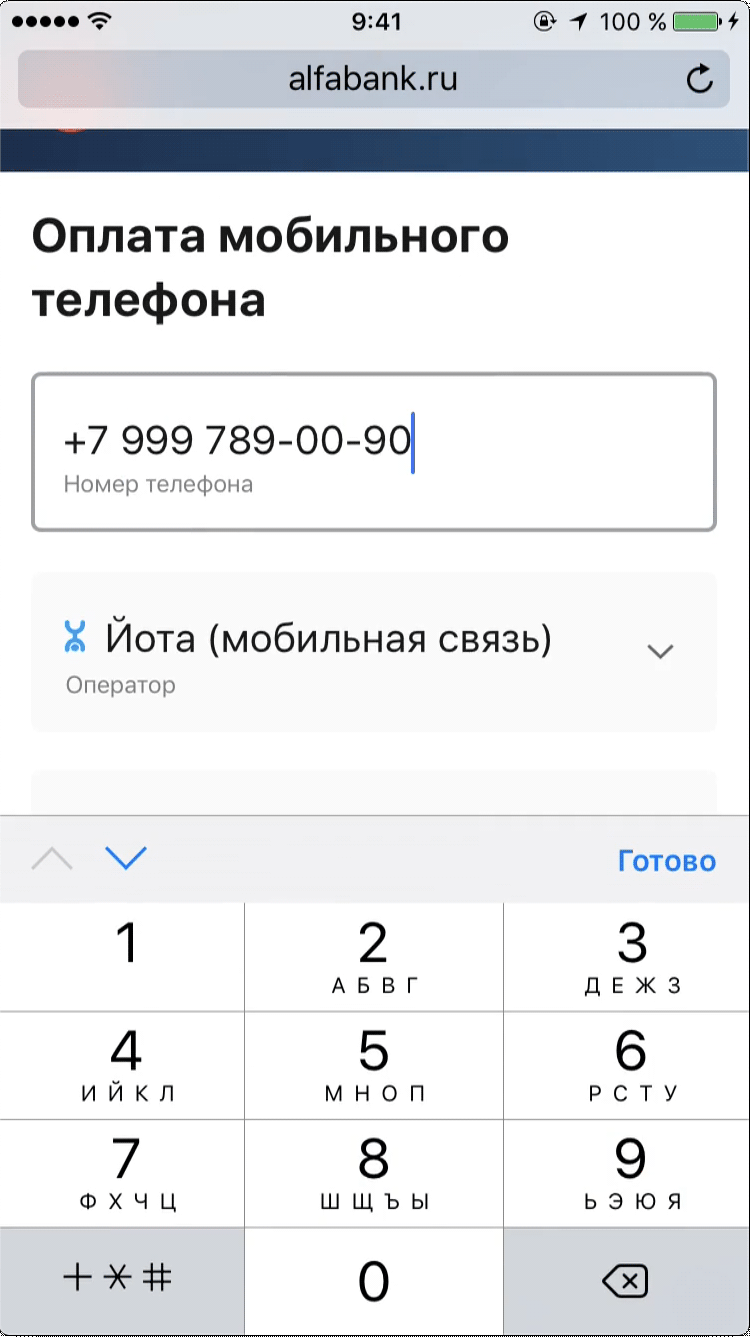 9:41 100 %
alfabank.ru
Оплата мобильного
телефона
+7 999 789-00-90
Номер телефона
Йота (мобильная связь)
Оператор
Готово
1 2 3
А Б В Г Д Е Ж З
4 5 6
И Й К Л М Н О П Р С Т У
7 8 9
Ф Х Ч Ц Ш Щ Ъ Ы Ь Э Ю Я
+ * # 0